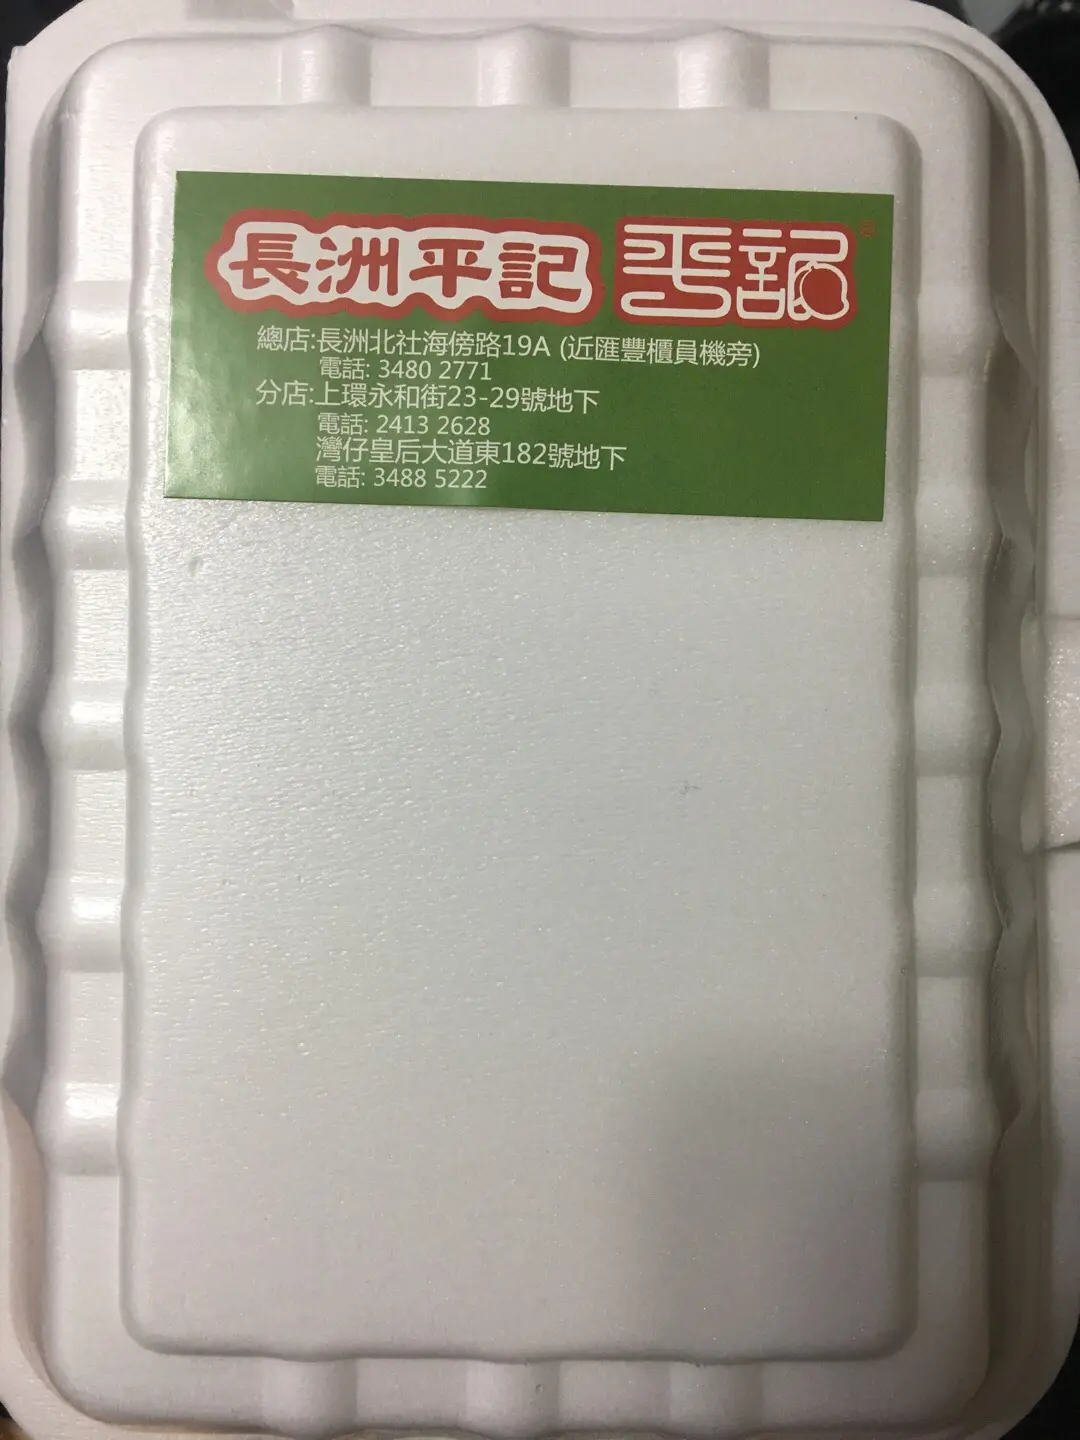 長洲平記 平記
總店:長洲北社海傍路19A (近匯豐櫃員機旁)
電話: 3480 2771
分店:上環永和街23-29號地下
電話: 2413 2628
灣仔皇后大道東182號地下
電話: 3488 5222